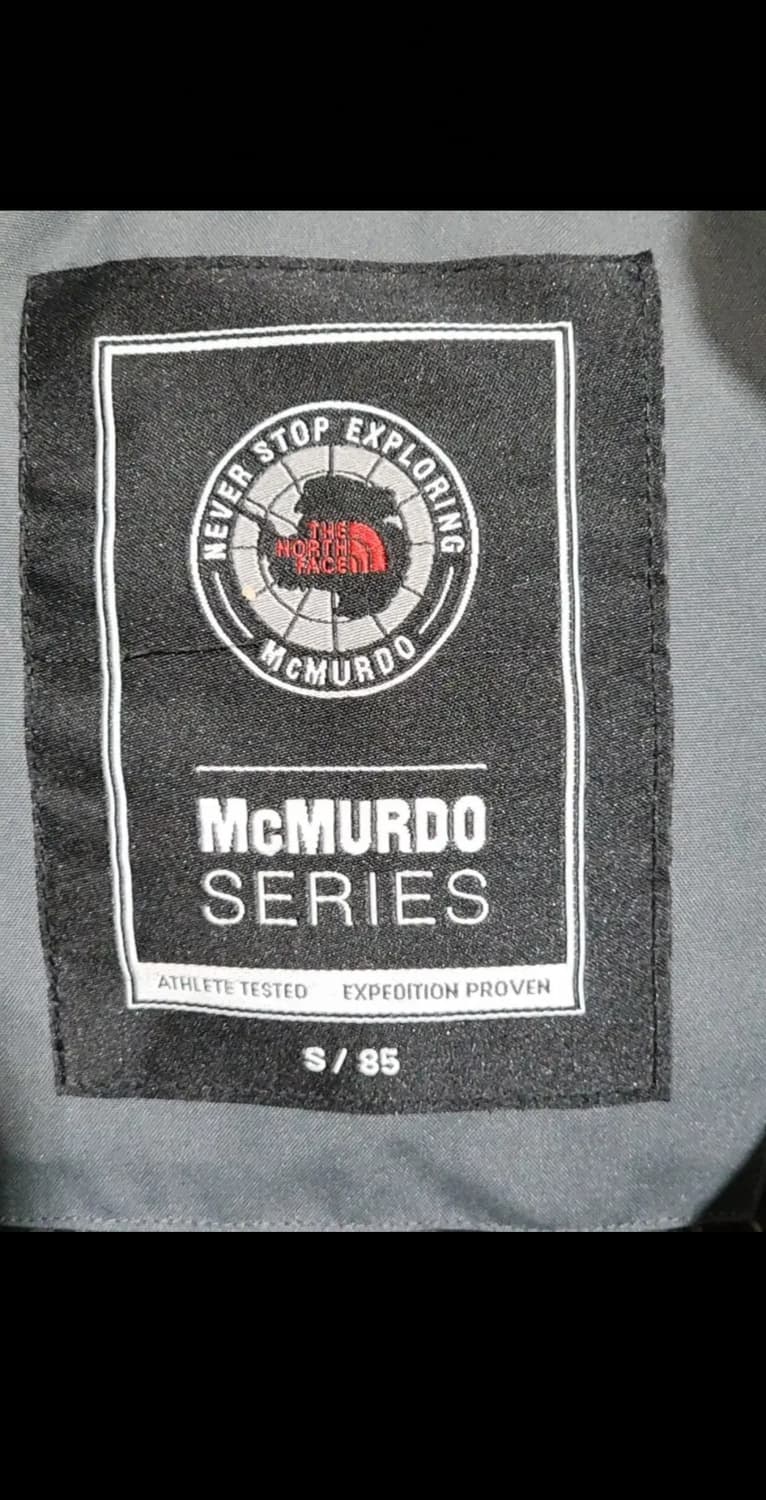 NEVER STOP EXPLORING
THE
NORTH
FACE
McMURDO
McMURDO
SERIES
ATHLETE TESTED EXPEDITION PROVEN
S / 85